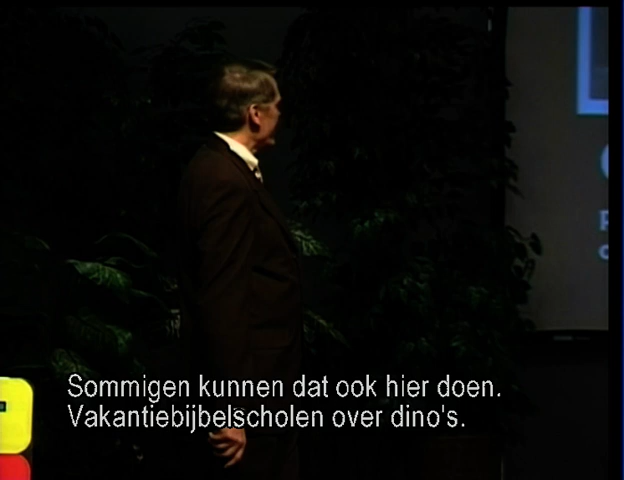 Sommigen kunnen dat ook hier doen.
Vakantiebijbelscholen over dino's.